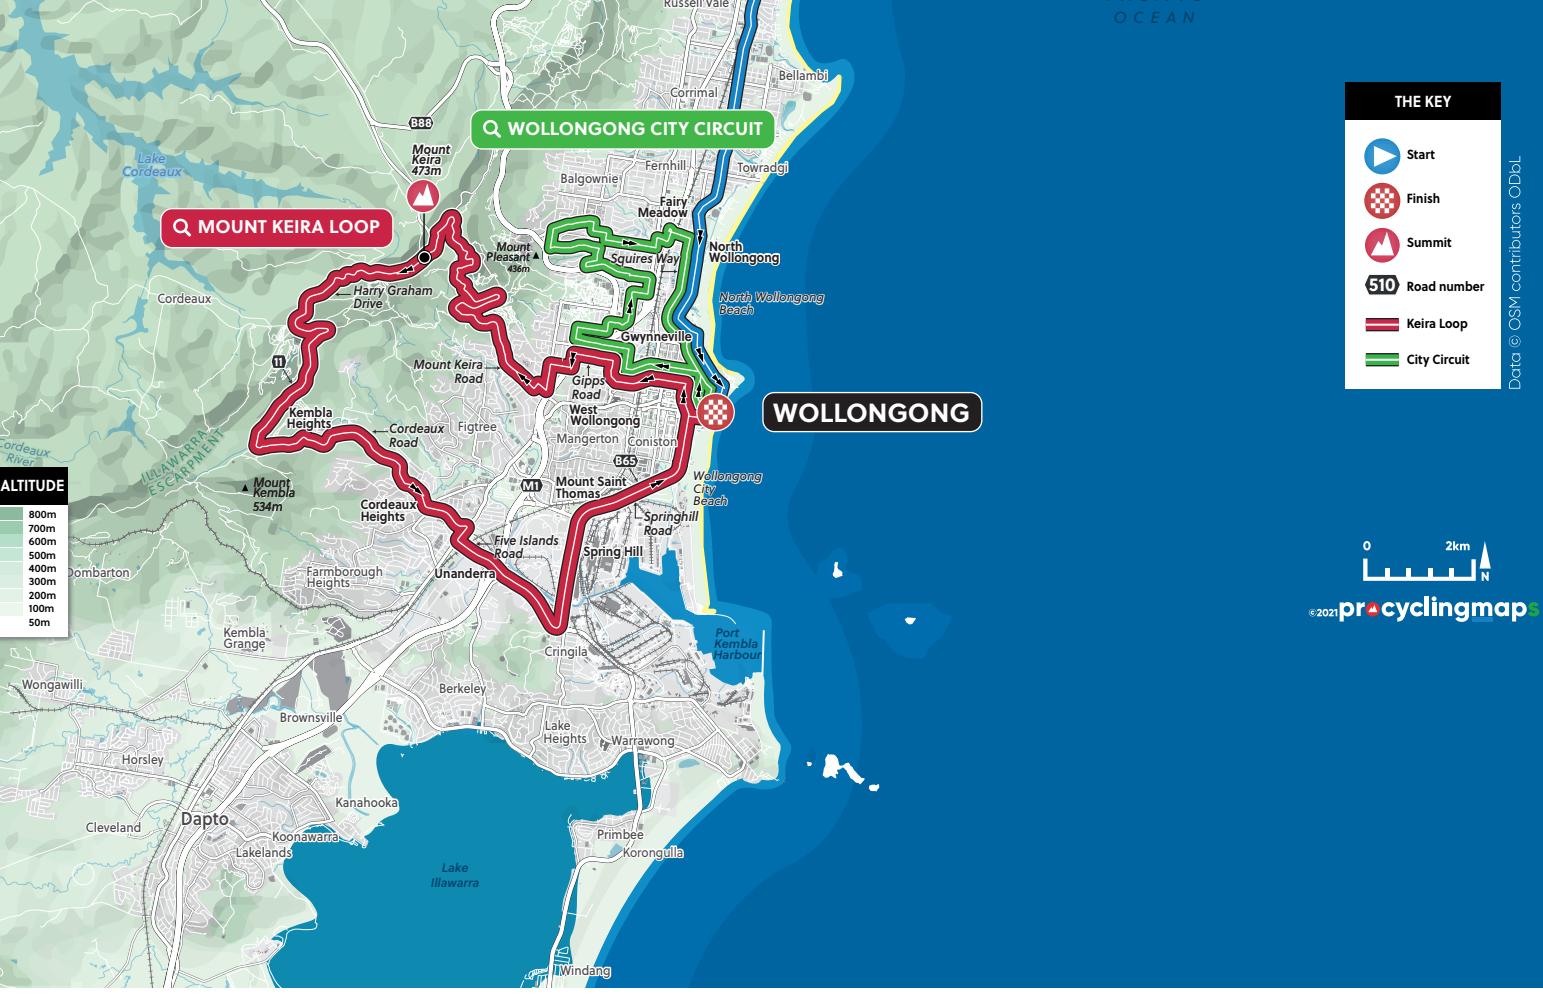 Russell Vale
OCEAN
Bellambi
Corrimal
THE KEY
Start
Finish
Summit
510
Road number
Keira Loop
City Circuit
Data © OSM contributors ODbL
B88
WOLLONGONG CITY CIRCUIT
Mount
Keira
473m
Lake
Cordeaux
Fernhill
Towradgi
Balgownie
Fairy
Meadow
MOUNT KEIRA LOOP
Mount
Pleasant
436m
Squires Way
North
Wollongong
Harry Graham
Drive
Cordeaux
North Wollongong
Beach
Gwynneville
11
Mount Keira
Road
Gipps
Road
WOLLONGONG
Kembla
Heights
West
Wollongong
Cordeaux
Road
Figtree
Mangerton
Coniston
Cordeaux
River
ILLAWARRA
ESCARPMENT
B65
M1
Mount Saint
Thomas
Wollongong
City
Beach
Mount
Kembla
534m
Cordeaux
Heights
Springhill
Road
ALTITUDE
800m
700m
600m
500m
400m
300m
200m
100m
50m
Five Islands
Road
Spring Hill
Dombarton
Farmborough
Heights
Unanderra
0
2km
N
©2021 procyclingmaps
Kembla
Grange
Cringila
Port
Kembla
Harbour
Wongawilli
Berkeley
Brownsville
Lake
Heights
Warrawong
Horsley
Kanahooka
Dapto
Cleveland
Koonawarra
Lakelands
Primbee
Korongulla
Lake
Illawarra
Windang